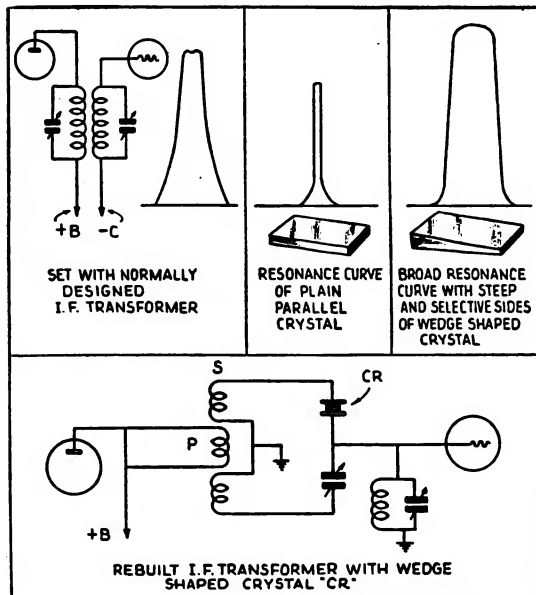 +B
-C
SET WITH NORMALLY
DESIGNED
I.F. TRANSFORMER
RESONANCE CURVE
OF PLAIN
PARALLEL
CRYSTAL
BROAD RESONANCE
CURVE WITH STEEP
AND SELECTIVE SIDES
OF WEDGE SHAPED
CRYSTAL
S
CR
P
+B
REBUILT I.F. TRANSFORMER WITH WEDGE
SHAPED CRYSTAL "CR"